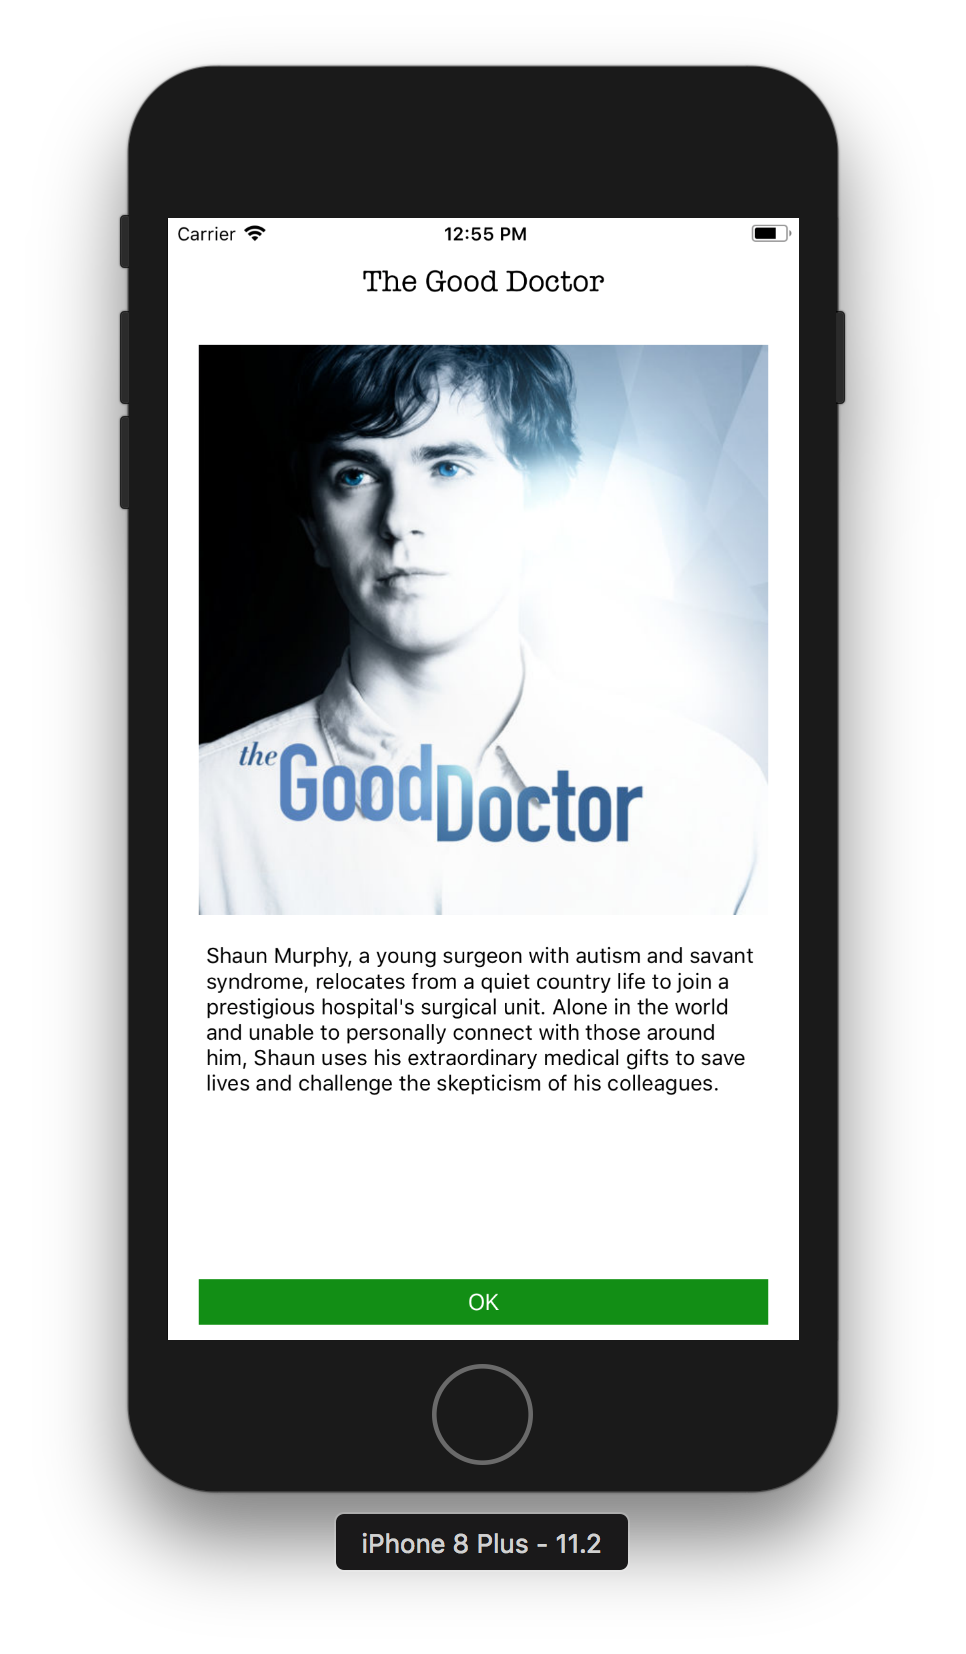 Carrier 12:55 PM
The Good Doctor
the Good Doctor
Shaun Murphy, a young surgeon with autism and savant
syndrome, relocates from a quiet country life to join a
prestigious hospital's surgical unit. Alone in the world
and unable to personally connect with those around
him, Shaun uses his extraordinary medical gifts to save
lives and challenge the skepticism of his colleagues.
OK
iPhone 8 Plus - 11.2